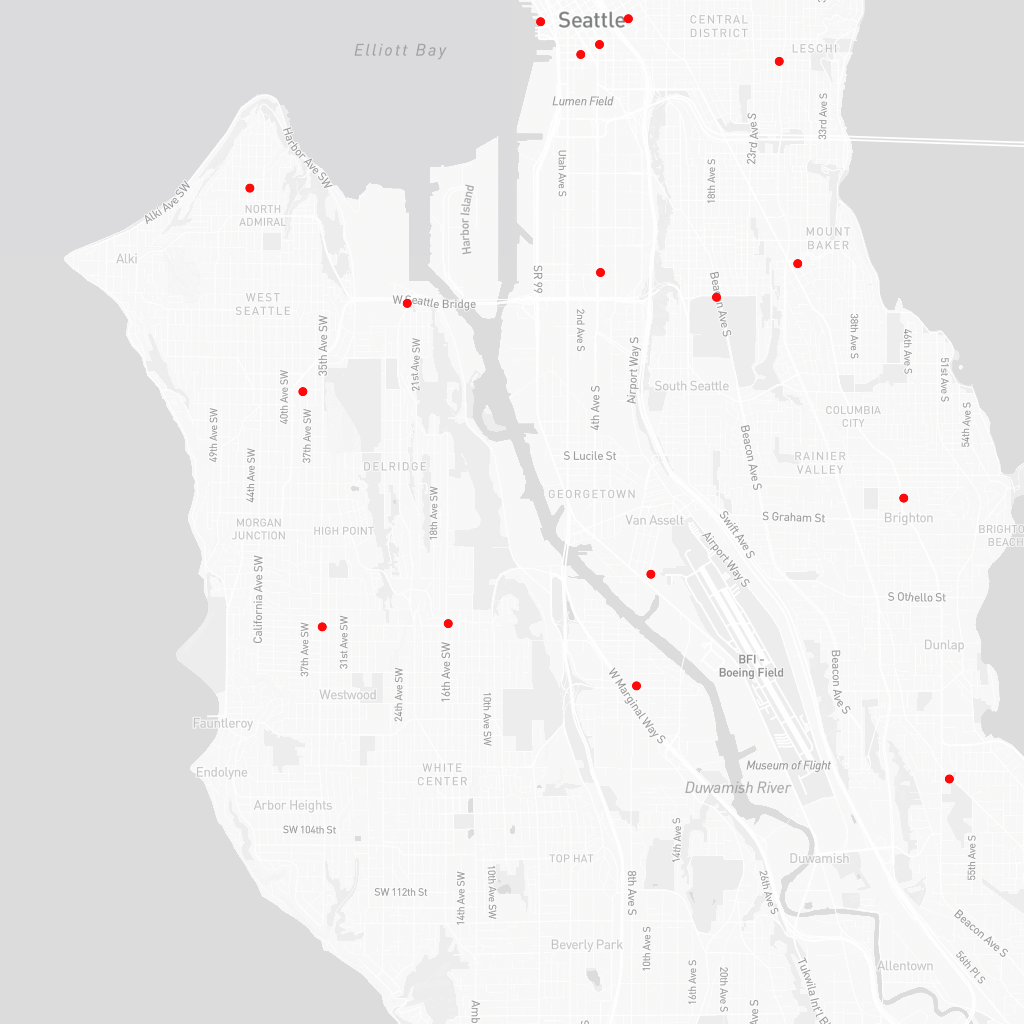 Seattle
CENTRAL
DISTRICT
Elliott Bay
LESCHI
Lumen Field
33rd Ave S
23rd Ave S
Harbor Ave SW
Utah Ave S
18th Ave S
Alki Ave SW
Harbor Island
NORTH
ADMIRAL
MOUNT
BAKER
Alki
SR 99
WEST
SEATTLE
W Seattle Bridge
Beacon Ave S
2nd Ave S
38th Ave S
46th Ave S
35th Ave SW
21st Ave SW
Airport Way S
51st Ave S
South Seattle
40th Ave SW
4th Ave S
54th Ave S
COLUMBIA
CITY
49th Ave SW
37th Ave SW
Beacon Ave S
S Lucile St
RAINIER
VALLEY
DELRIDGE
44th Ave SW
GEORGETOWN
18th Ave SW
MORGAN
JUNCTION
HIGH POINT
Van Asselt
Swift Ave S
S Graham St
Brighton
BRIGHTO
BEACH
Airport Way S
California Ave SW
S Othello St
37th Ave SW
31st Ave SW
16th Ave SW
Dunlap
BFI -
Boeing Field
Beacon Ave S
24th Ave SW
Westwood
W Marginal Way S
10th Ave SW
Fauntleroy
Endolyne
WHITE
CENTER
Museum of Flight
Duwamish River
Arbor Heights
SW 104th St
14th Ave S
TOP HAT
Duwamish
55th Ave S
SW 112th St
14th Ave SW
10th Ave SW
8th Ave S
26th Ave S
Beacon Ave S
Beverly Park
10th Ave S
56th Pl S
Allentown
16th Ave S
20th Ave S
Tukwila Int'l B
Amb
Ave S
S